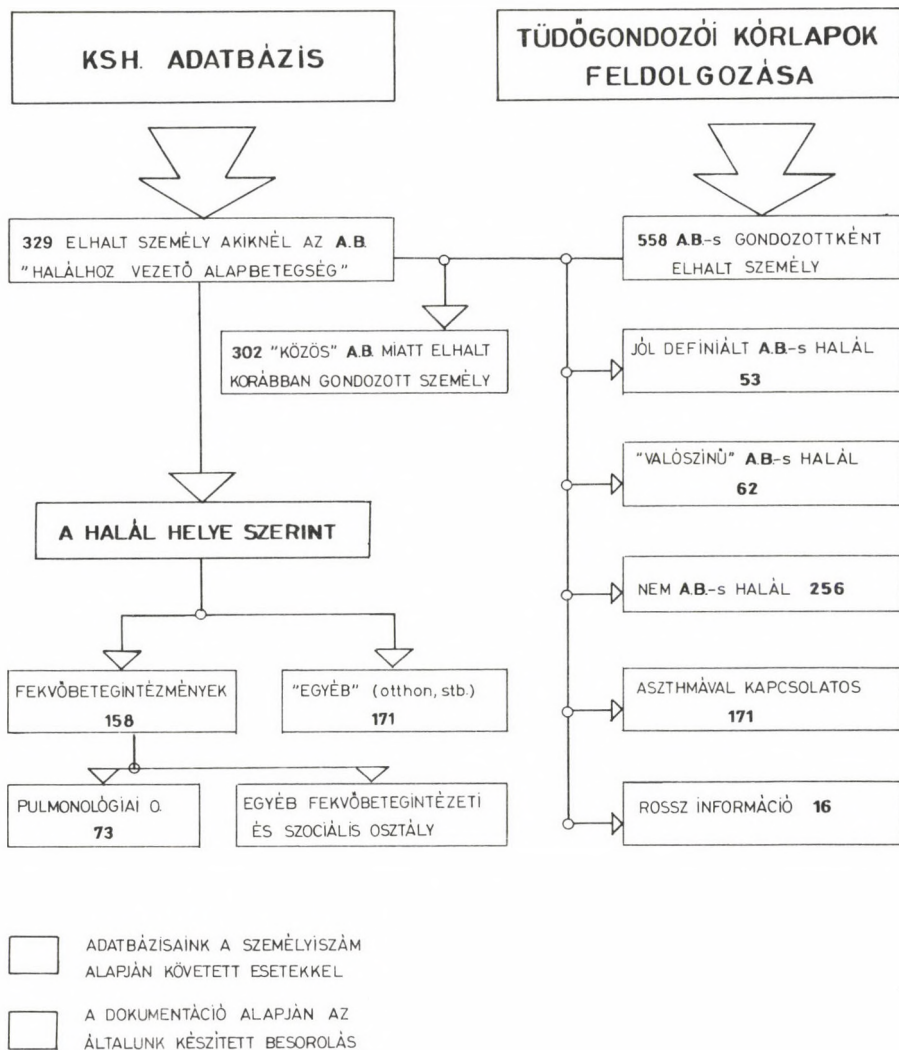 KSH. ADATBÁZIS
TÜDŐGONDOZÓI KÓRLAPOK
FELDOLGOZÁSA
329 ELHALT SZEMÉLY AKIKNÉL AZ A.B.
"HALÁLHOZ VEZETŐ ALAPBETEGSÉG"
558 A.B.-s GONDOZOTTKÉNT
ELHALT SZEMÉLY
302 "KÖZÖS" A.B. MIATT ELHALT
KORÁBBAN GONDOZOTT SZEMÉLY
JÓL DEFINIÁLT A.B.-s HALÁL
53
"VALÓSZÍNŰ" A.B.-s HALÁL
62
A HALÁL HELYE SZERINT
NEM A.B.-s HALÁL 256
FEKVŐBETEGINTÉZMÉNYEK
158
"EGYÉB" (otthon, stb.)
171
ASZTHMÁVAL KAPCSOLATOS
171
PULMONOLÓGIAI O.
73
EGYÉB FEKVŐBETEGINTÉZETI
ÉS SZOCIÁLIS OSZTÁLY
ROSSZ INFORMÁCIÓ 16
ADATBÁZISAINK A SZEMÉLYISZÁM
ALAPJÁN KÖVETETT ESETEKKEL
A DOKUMENTÁCIÓ ALAPJÁN AZ
ÁLTALUNK KÉSZÍTETT BESOROLÁS